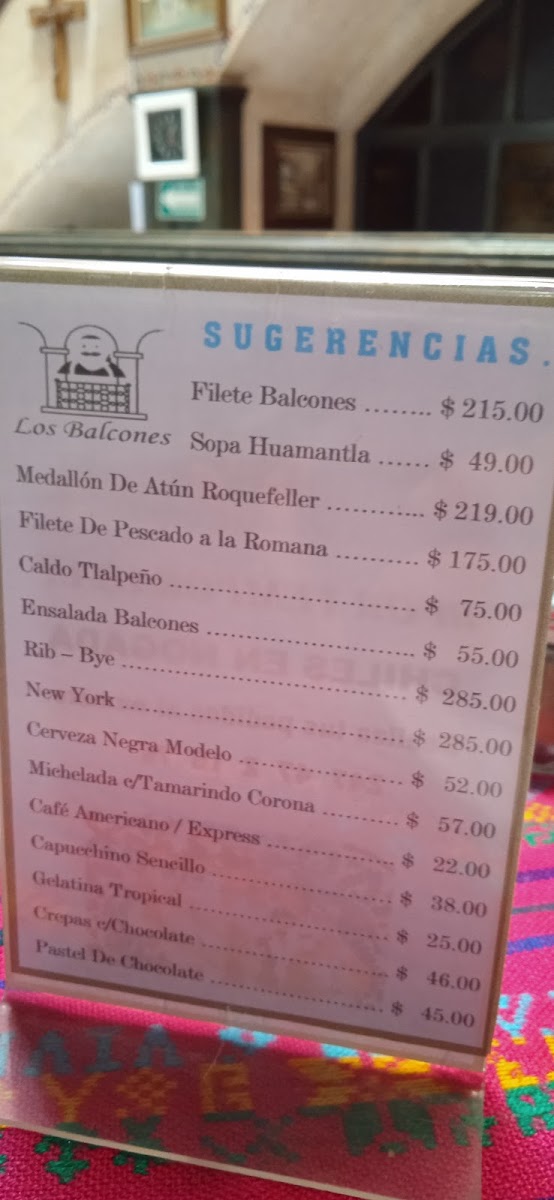 SUGERENCIAS.
Los Balcones
Filete Balcones ........ $ 215.00
Sopa Huamantla ...... $ 49.00
Medallón De Atún Roquefeller ............ $ 219.00
Filete De Pescado a la Romana .......... $ 175.00
Caldo Tlalpeño .................................... $ 75.00
Ensalada Balcones ............................... $ 55.00
Rib – Bye .......................................... $ 285.00
New York .......................................... $ 285.00
Cerveza Negra Modelo ........................ $ 52.00
Michelada c/Tamarindo Corona .......... $ 57.00
Café Americano / Express .................. $ 22.00
Capucchino Sencillo .......................... $ 38.00
Gelatina Tropical .............................. $ 25.00
Crepas c/Chocolate ............................ $ 46.00
Pastel De Chocolate .......................... $ 45.00